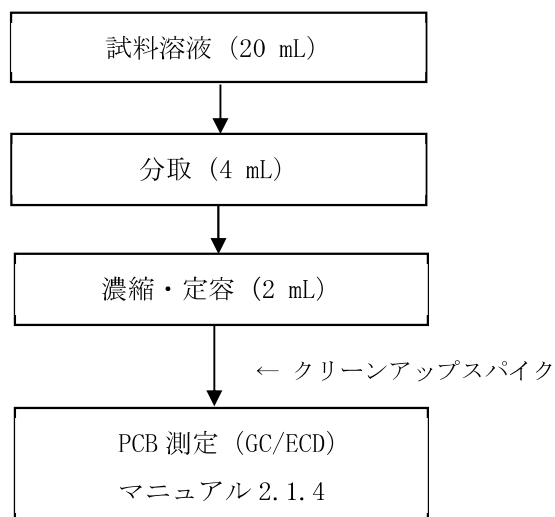 試料溶液 (20 mL)
分取 (4 mL)
濃縮・定容 (2 mL)
← クリーンアップスパイク
PCB 測定 (GC/ECD)
マニュアル 2.1.4